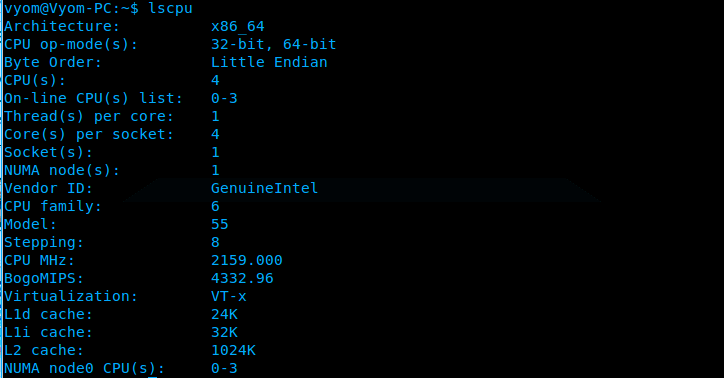 vyom@Vyom-PC:~$ lscpu
Architecture:          x86_64
CPU op-mode(s):        32-bit, 64-bit
Byte Order:            Little Endian
CPU(s):                4
On-line CPU(s) list:   0-3
Thread(s) per core:    1
Core(s) per socket:    4
Socket(s):             1
NUMA node(s):          1
Vendor ID:             GenuineIntel
CPU family:            6
Model:                 55
Stepping:              8
CPU MHz:               2159.000
BogoMIPS:              4332.96
Virtualization:        VT-x
L1d cache:             24K
L1i cache:             32K
L2 cache:              1024K
NUMA node0 CPU(s):     0-3